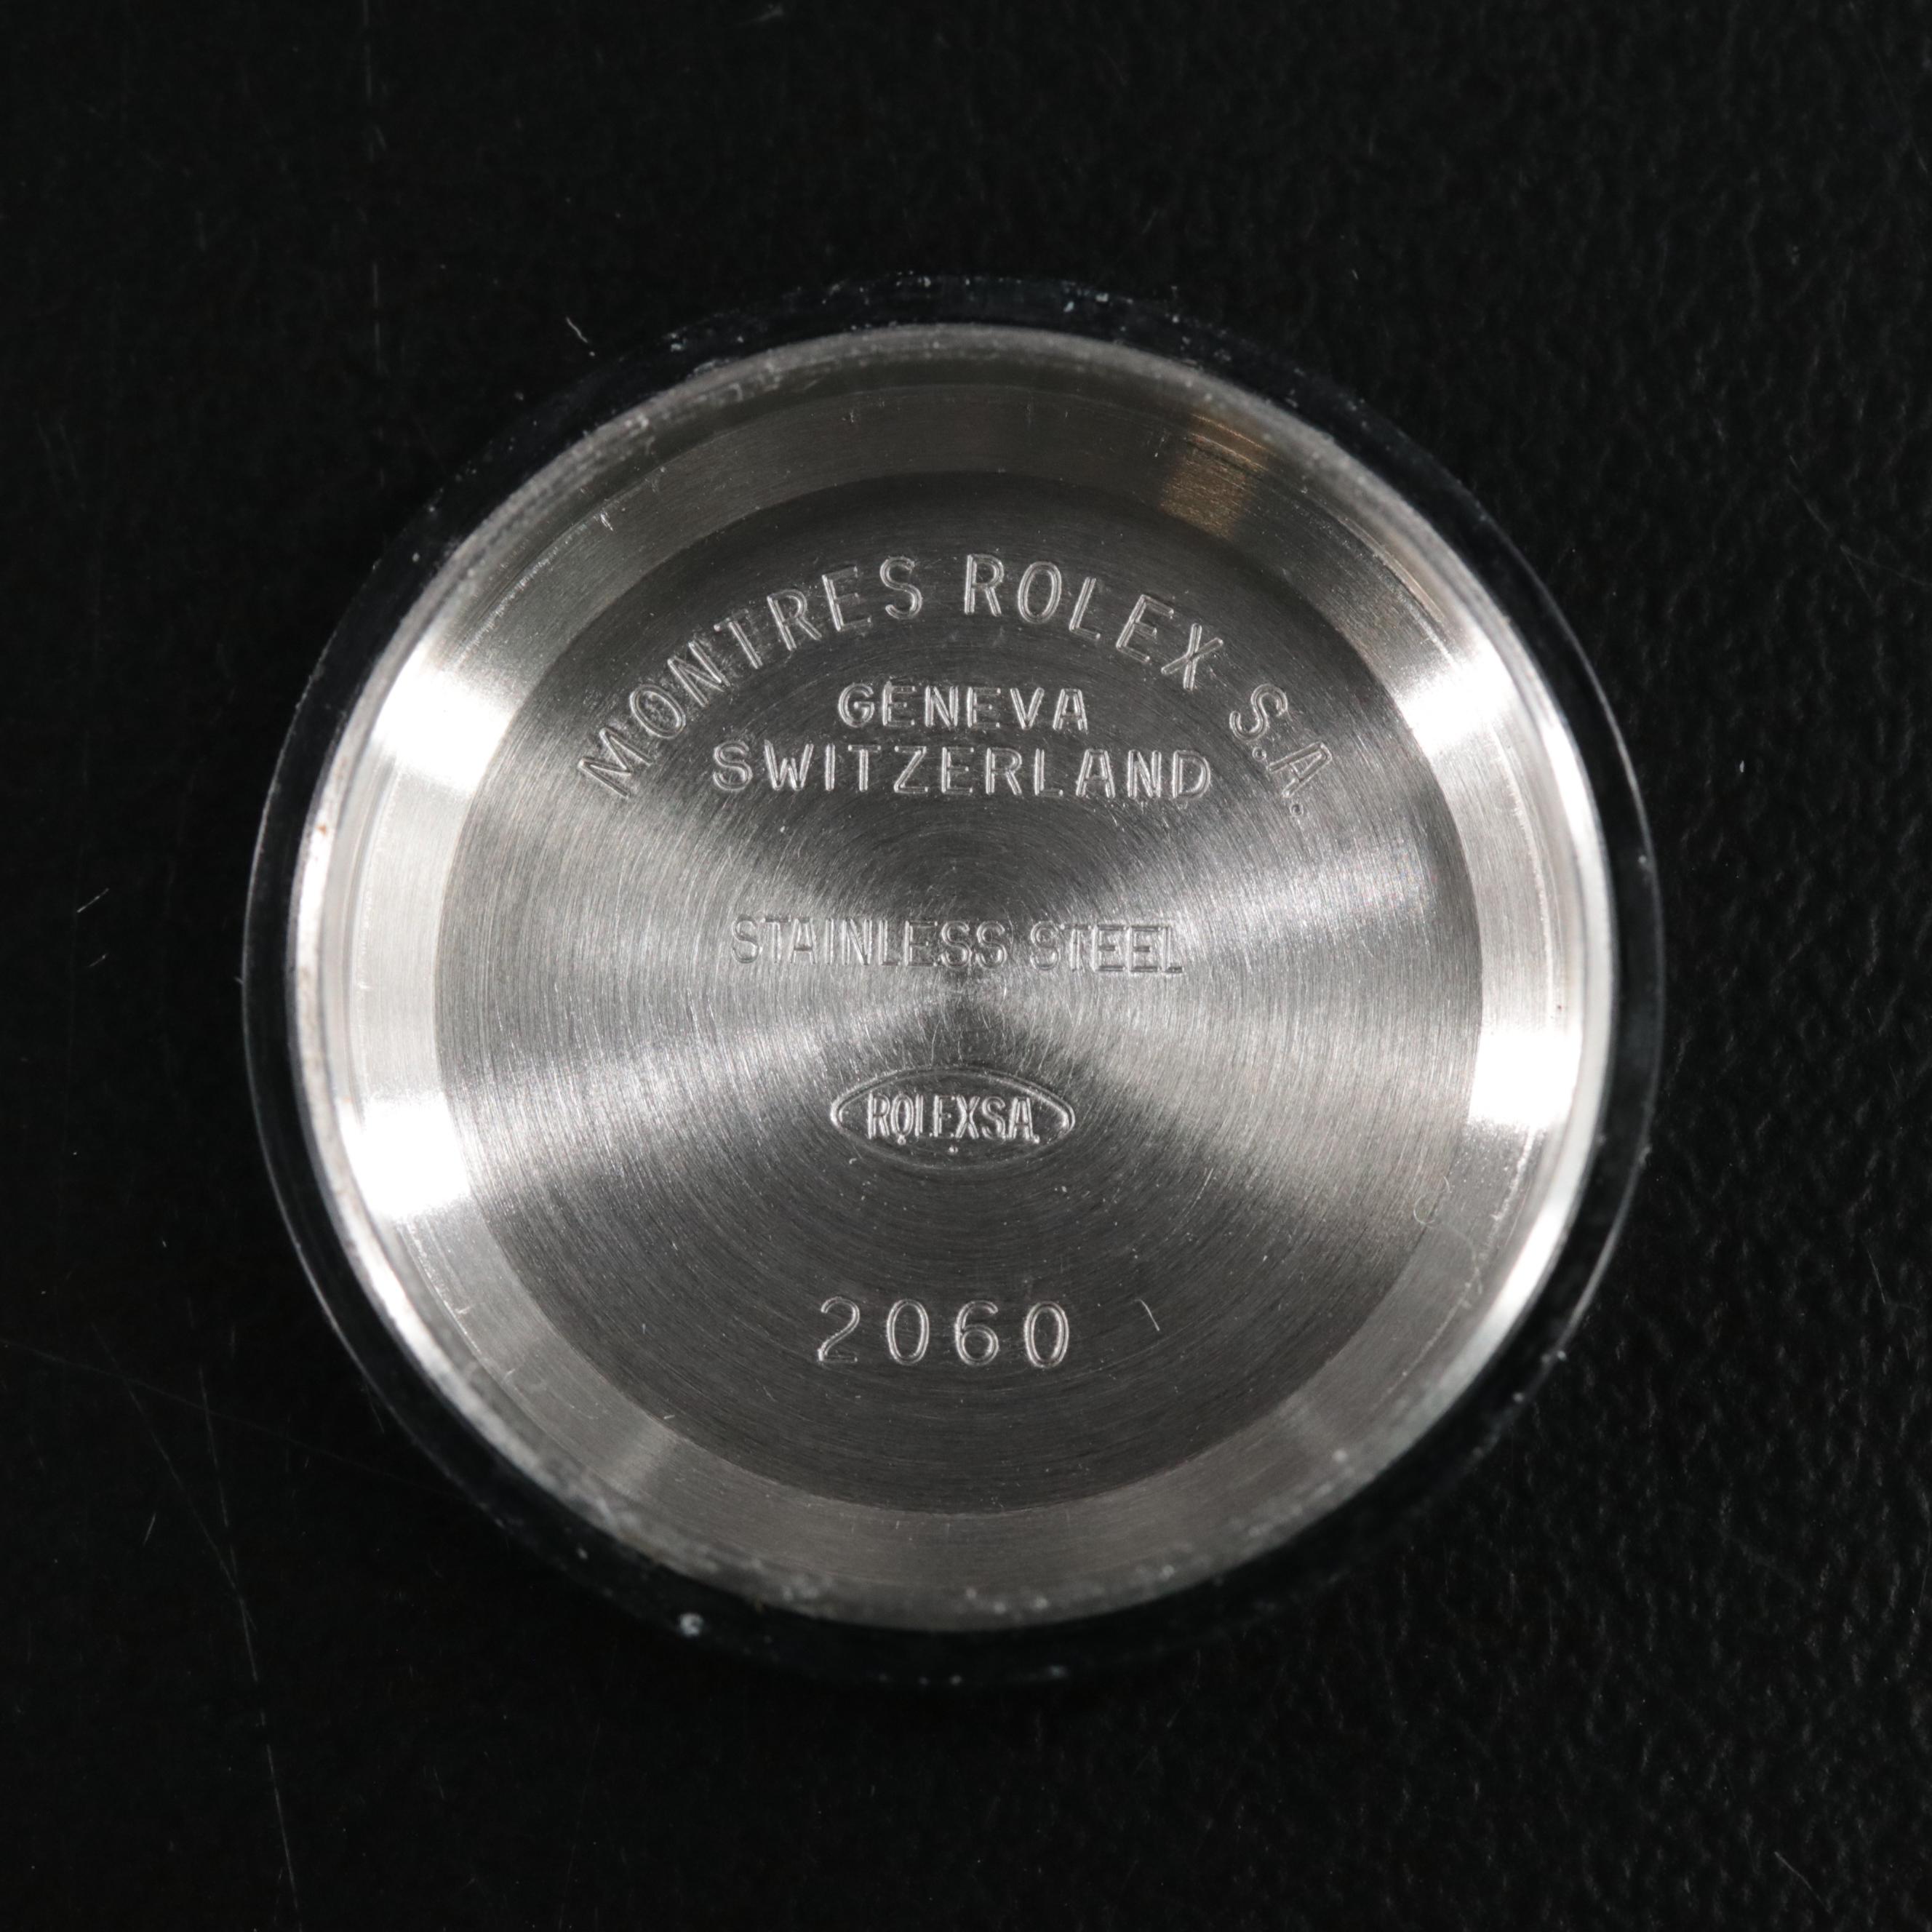 MONTRES ROLEX S.A.
GENEVA
SWITZERLAND
STAINLESS STEEL
ROLEXSA.
2060